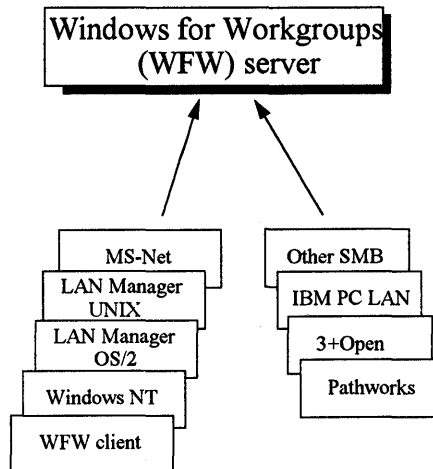 Windows for Workgroups
(WFW) server
MS-Net
LAN Manager
UNIX
LAN Manager
OS/2
Windows NT
WFW client
Other SMB
IBM PC LAN
3+Open
Pathworks